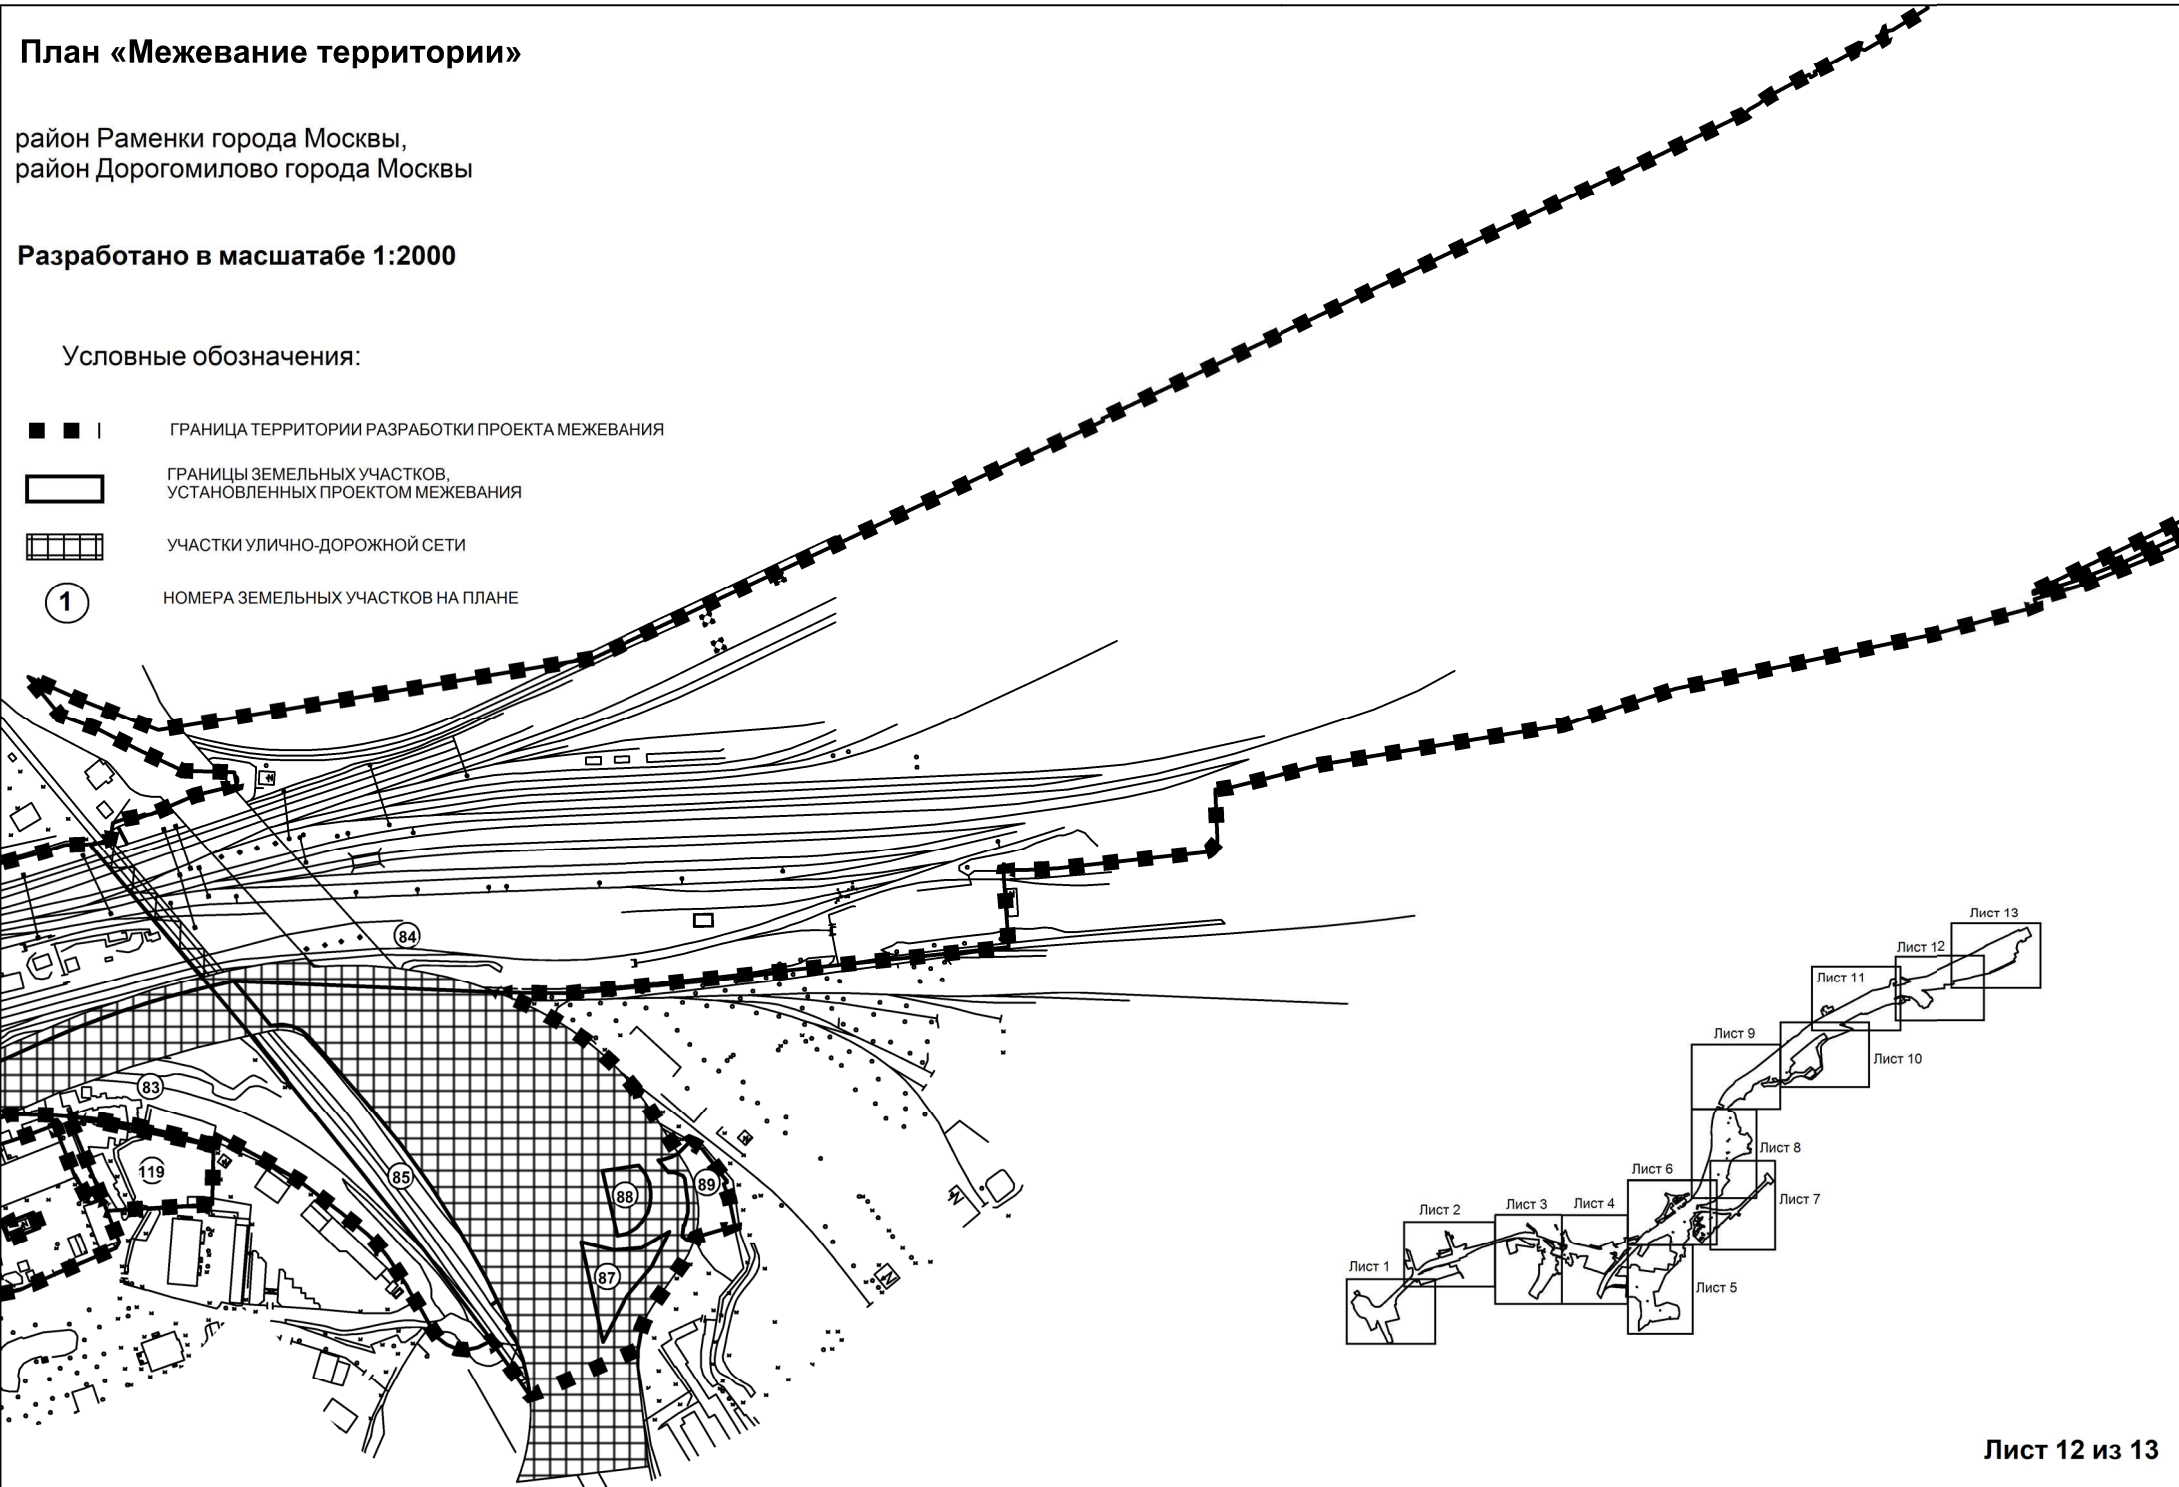 План «Межевание территории»
район Раменки города Москвы,
район Дорогомилово города Москвы
Разработано в масшатабе 1:2000
Условные обозначения:
ГРАНИЦА ТЕРРИТОРИИ РАЗРАБОТКИ ПРОЕКТА МЕЖЕВАНИЯ
ГРАНИЦЫ ЗЕМЕЛЬНЫХ УЧАСТКОВ,
УСТАНОВЛЕННЫХ ПРОЕКТОМ МЕЖЕВАНИЯ
УЧАСТКИ УЛИЧНО-ДОРОЖНОЙ СЕТИ
1
НОМЕРА ЗЕМЕЛЬНЫХ УЧАСТКОВ НА ПЛАНЕ
84
83
119
85
88
89
87
Лист 13
Лист 12
Лист 11
Лист 9
Лист 10
Лист 8
Лист 6
Лист 7
Лист 3
Лист 4
Лист 2
Лист 1
Лист 5
Лист 12 из 13